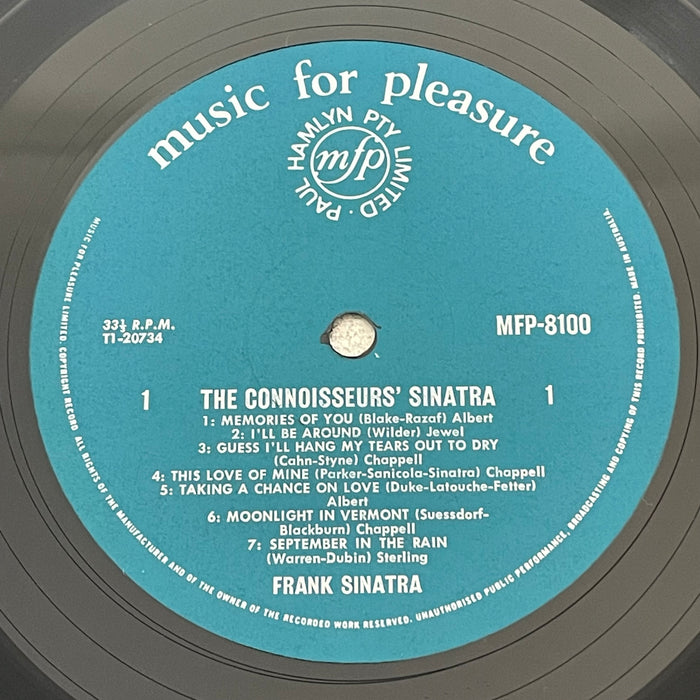 music for pleasure
PAUL HAMLYN PTY LIMITED ·
mfp
33⅓ R.P.M.
T1-20734
MFP-8100
1 THE CONNOISSEURS' SINATRA 1
1: MEMORIES OF YOU (Blake-Razaf) Albert
2: I'LL BE AROUND (Wilder) Jewel
3: GUESS I'LL HANG MY TEARS OUT TO DRY
(Cahn-Styne) Chappell
4: THIS LOVE OF MINE (Parker-Sanicola-Sinatra) Chappell
5: TAKING A CHANCE ON LOVE (Duke-Latouche-Fetter)
Albert
6: MOONLIGHT IN VERMONT (Suessdorf-
Blackburn) Chappell
7: SEPTEMBER IN THE RAIN
(Warren-Dubin) Sterling
FRANK SINATRA
MUSIC FOR PLEASURE LIMITED. COPYRIGHT RECORD. ALL RIGHTS OF THE MANUFACTURER AND OF THE OWNER OF THE RECORDED WORK RESERVED. UNAUTHORISED PUBLIC PERFORMANCE, BROADCASTING AND COPYING OF THIS RECORD PROHIBITED. MADE IN AUSTRALIA.